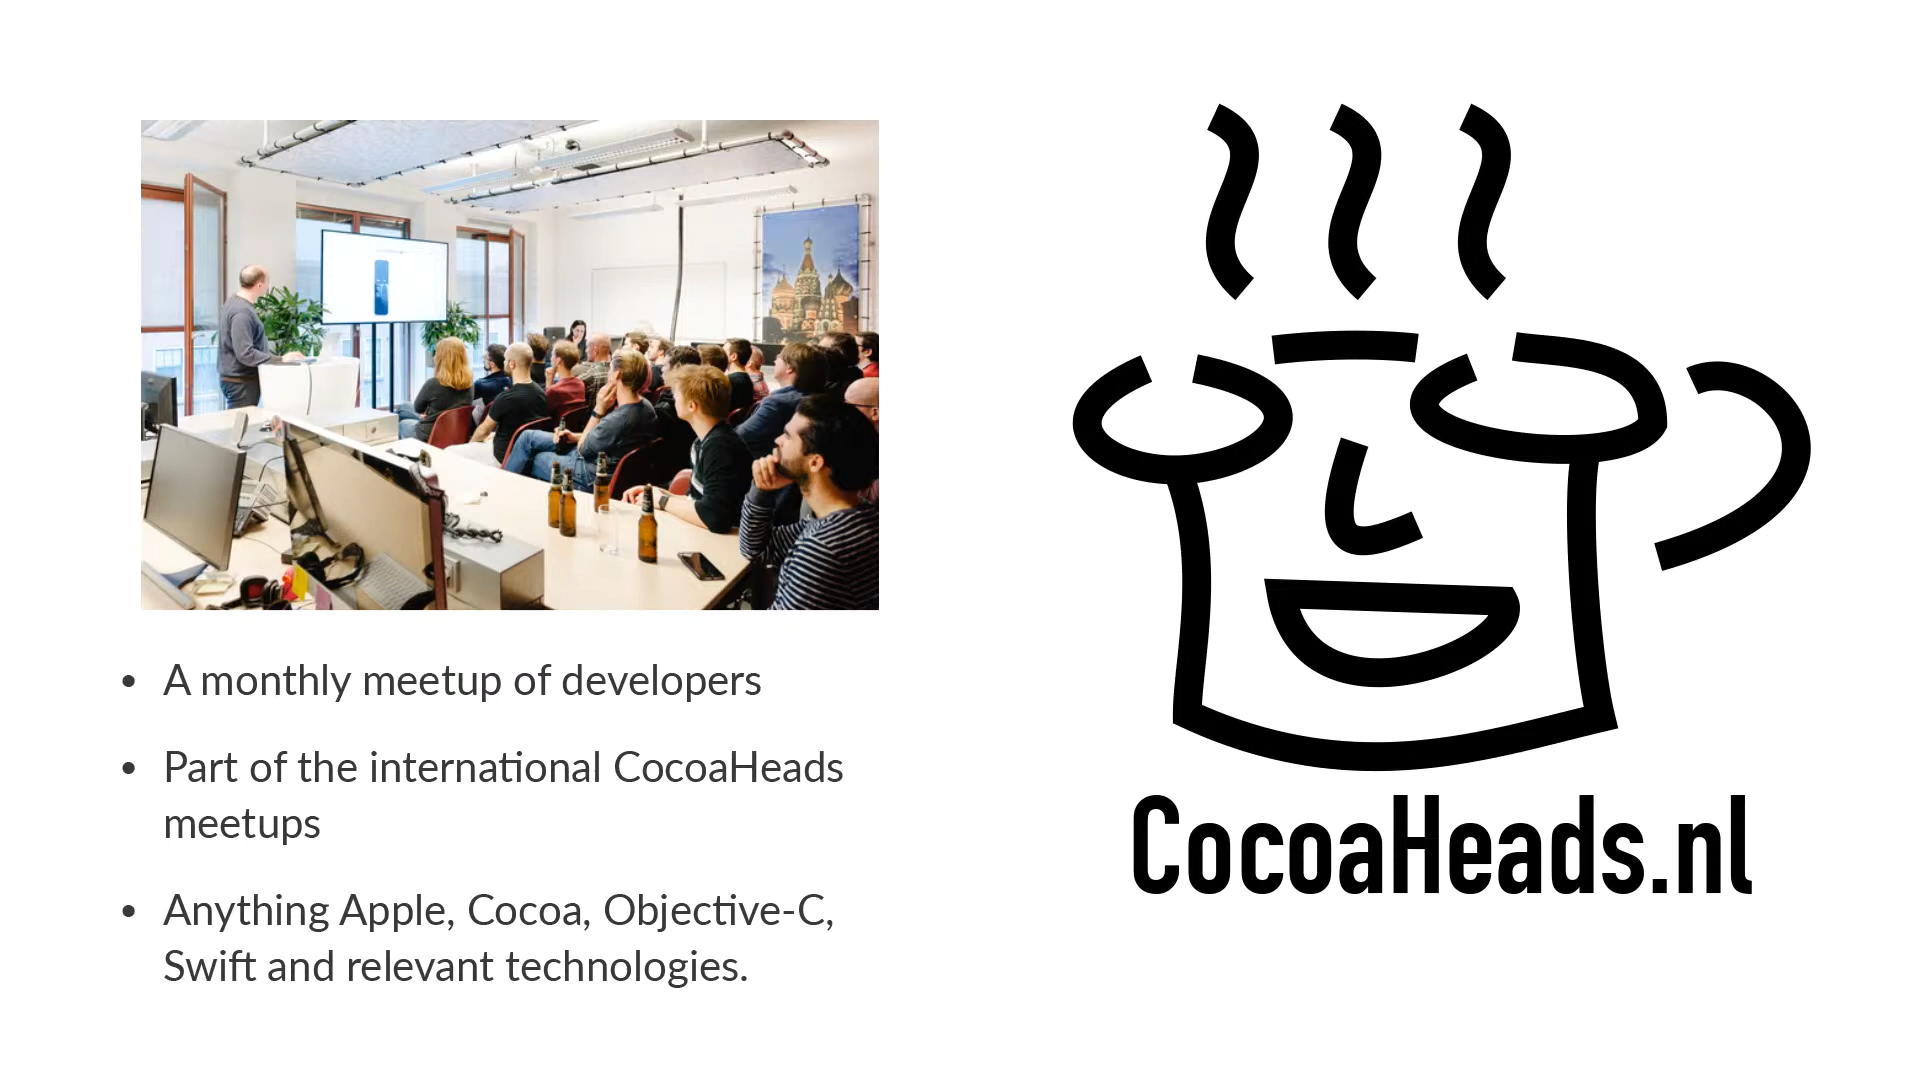 • A monthly meetup of developers
• Part of the international CocoaHeads
meetups
• Anything Apple, Cocoa, Objective-C,
Swift and relevant technologies.
CocoaHeads.nl